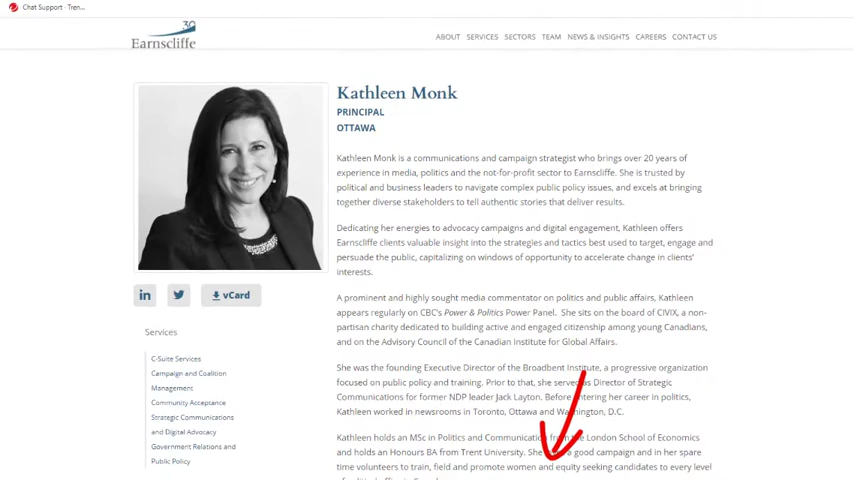 Chat Support - Tren...
30
Earnscliffe
ABOUT SERVICES SECTORS TEAM NEWS & INSIGHTS CAREERS CONTACT US
Kathleen Monk
PRINCIPAL
OTTAWA
Kathleen Monk is a communications and campaign strategist who brings over 20 years of
experience in media, politics and the not-for-profit sector to Earnscliffe. She is trusted by
political and business leaders to navigate complex public policy issues, and excels at bringing
together diverse stakeholders to tell authentic stories that deliver results.
Dedicating her energies to advocacy campaigns and digital engagement, Kathleen offers
Earnscliffe clients valuable insight into the strategies and tactics best used to target, engage and
persuade the public, capitalizing on windows of opportunity to accelerate change in clients'
interests.
A prominent and highly sought media commentator on politics and public affairs, Kathleen
appears regularly on CBC's Power & Politics Power Panel. She sits on the board of CIVIX, a non-
partisan charity dedicated to building active and engaged citizenship among young Canadians,
and on the Advisory Council of the Canadian Institute for Global Affairs.
She was the founding Executive Director of the Broadbent Institute, a progressive organization
focused on public policy and training. Prior to that, she served as Director of Strategic
Communications for former NDP leader Jack Layton. Before entering her career in politics,
Kathleen worked in newsrooms in Toronto, Ottawa and Washington, D.C.
Kathleen holds an MSc in Politics and Communication from the London School of Economics
and holds an Honours BA from Trent University. She a good campaign and in her spare
time volunteers to train, field and promote women and equity seeking candidates to every level
in
vCard
Services
C-Suite Services
Campaign and Coalition
Management
Community Acceptance
Strategic Communications
and Digital Advocacy
Government Relations and
Public Policy